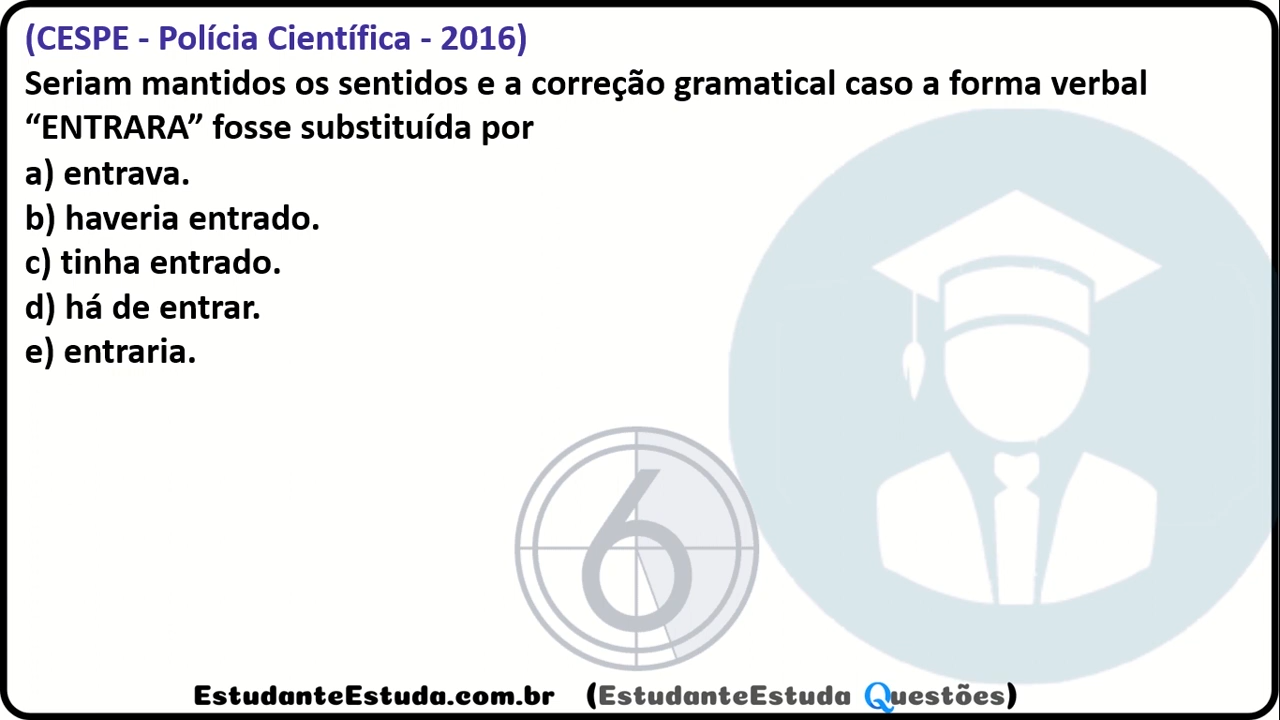 (CESPE - Polícia Científica - 2016)
Seriam mantidos os sentidos e a correção gramatical caso a forma verbal
“ENTRARA” fosse substituída por
a) entrava.
b) haveria entrado.
c) tinha entrado.
d) há de entrar.
e) entraria.
6
EstudanteEstuda.com.br (EstudanteEstuda Questões)